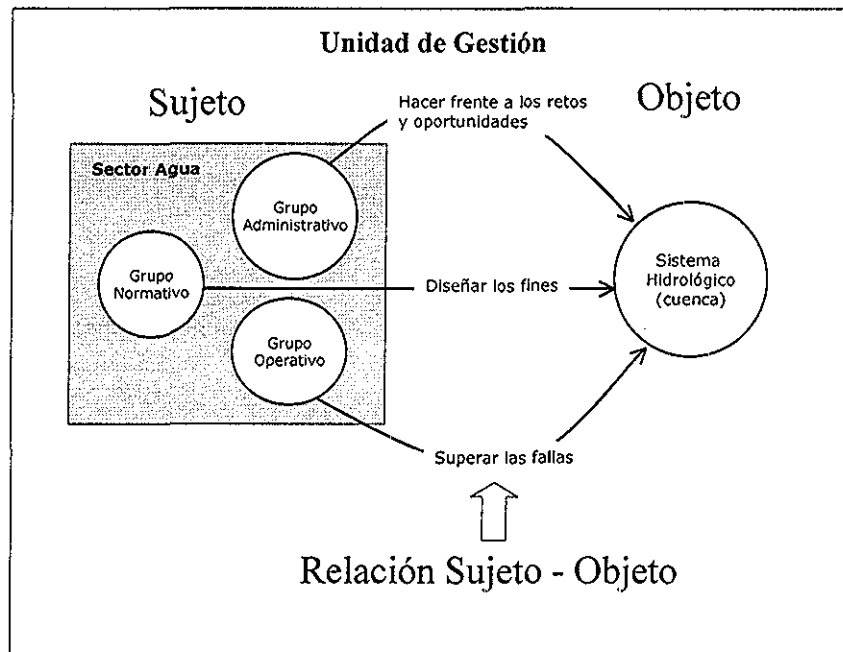 Unidad de Gestión
Sujeto
Objeto
Hacer frente a los retos
y oportunidades
Sector Agua
Grupo
Administrativo
Grupo
Normativo
Grupo
Operativo
Diseñar los fines
Sistema
Hidrológico
(cuenca)
Superar las fallas
Relación Sujeto - Objeto